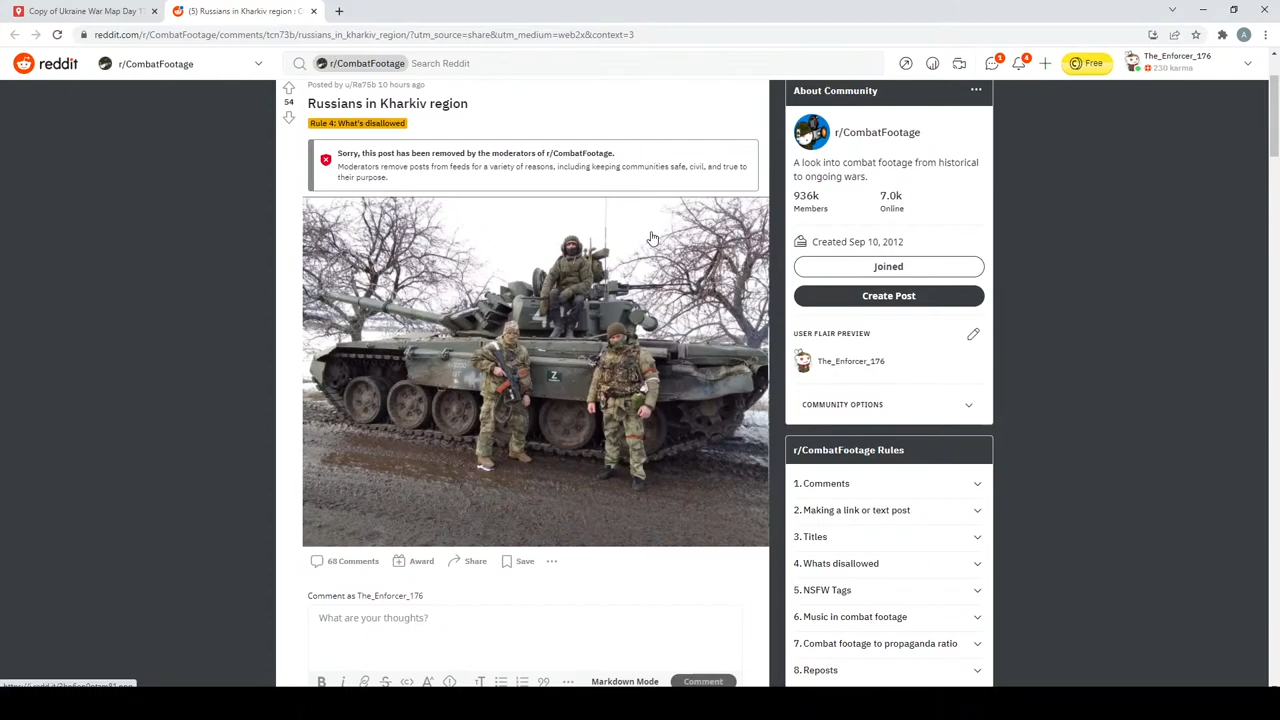 Copy of Ukraine War Map Day 1
(5) Russians in Kharkiv region : C
reddit.com/r/CombatFootage/comments/tcn73b/russians_in_kharkiv_region/?utm_source=share&utm_medium=web2x&context=3
A
reddit
r/CombatFootage
r/CombatFootage
Search Reddit
1
4
Free
The_Enforcer_176
230 karma
Posted by u/Ra75b 10 hours ago
54
Russians in Kharkiv region
Rule 4: What's disallowed
Sorry, this post has been removed by the moderators of r/CombatFootage.
Moderators remove posts from feeds for a variety of reasons, including keeping communities safe, civil, and true to
their purpose.
Z
68 Comments
Award
Share
Save
Comment as The_Enforcer_176
What are your thoughts?
Markdown Mode
Comment
About Community
r/CombatFootage
A look into combat footage from historical
to ongoing wars.
936k
7.0k
Members
Online
Created Sep 10, 2012
Joined
Create Post
USER FLAIR PREVIEW
The_Enforcer_176
COMMUNITY OPTIONS
r/CombatFootage Rules
1. Comments
2. Making a link or text post
3. Titles
4. Whats disallowed
5. NSFW Tags
6. Music in combat footage
7. Combat footage to propaganda ratio
8. Reposts